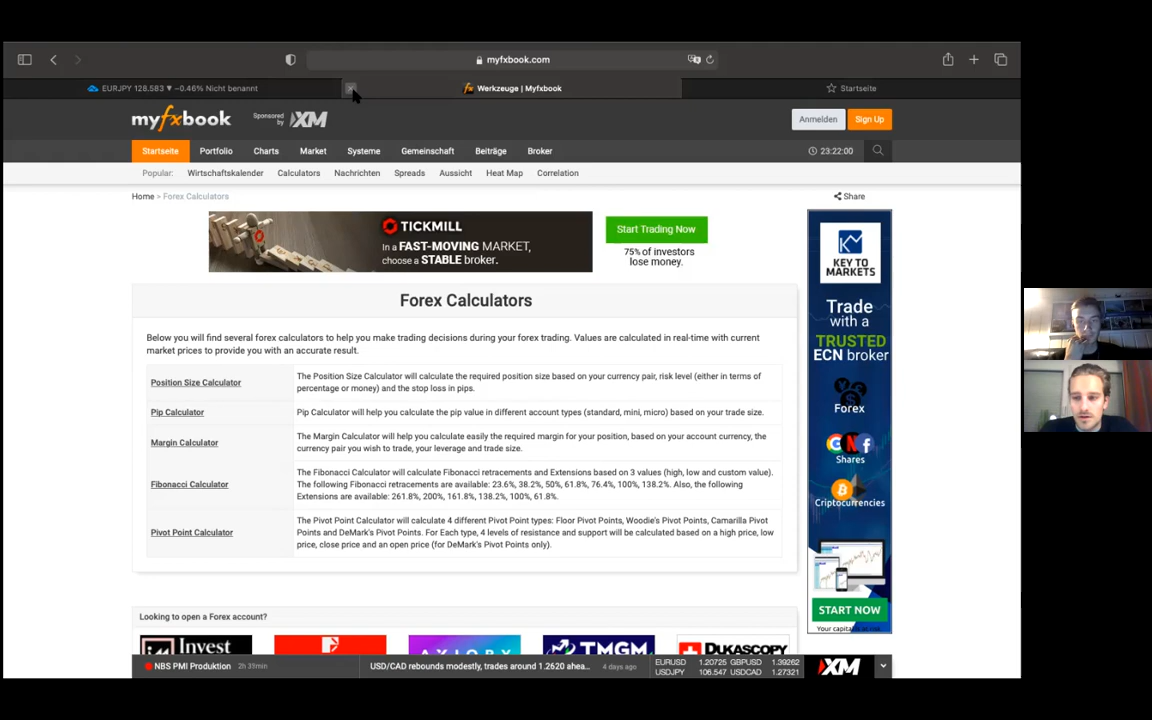 myfxbook.com
EURJPY 128.583 ▼ −0.46% Nicht benannt
Werkzeuge | Myfxbook
Startseite
myfxbook Sponsored by XM
Anmelden Sign Up
Startseite Portfolio Charts Market Systeme Gemeinschaft Beiträge Broker 23:22:00
Popular: Wirtschaftskalender Calculators Nachrichten Spreads Aussicht Heat Map Correlation
Home > Forex Calculators
Share
TICKMILL
In a FAST-MOVING MARKET,
choose a STABLE broker.
Start Trading Now
75% of investors
lose money.
Forex Calculators
Below you will find several forex calculators to help you make trading decisions during your forex trading. Values are calculated in real-time with current
market prices to provide you with an accurate result.
Position Size Calculator
The Position Size Calculator will calculate the required position size based on your currency pair, risk level (either in terms of
percentage or money) and the stop loss in pips.
Pip Calculator
Pip Calculator will help you calculate the pip value in different account types (standard, mini, micro) based on your trade size.
Margin Calculator
The Margin Calculator will help you calculate easily the required margin for your position, based on your account currency, the
currency pair you wish to trade, your leverage and trade size.
Fibonacci Calculator
The Fibonacci Calculator will calculate Fibonacci retracements and Extensions based on 3 values (high, low and custom value).
The following Fibonacci retracements are available: 23.6%, 38.2%, 50%, 61.8%, 76.4%, 100%, 138.2%. Also, the following
Extensions are available: 261.8%, 200%, 161.8%, 138.2%, 100%, 61.8%.
Pivot Point Calculator
The Pivot Point Calculator will calculate 4 different Pivot Point types: Floor Pivot Points, Woodie's Pivot Points, Camarilla Pivot
Points and DeMark's Pivot Points. For Each type, 4 levels of resistance and support will be calculated based on a high price, low
price, close price and an open price (for DeMark's Pivot Points only).
KEY TO
MARKETS
Trade
with a
TRUSTED
ECN broker
Forex
G N f
Shares
Criptocurrencies
START NOW
Your capital
Looking to open a Forex account?
Invest
AXIORY
TMGM
DUKASCOPY
NBS PMI Produktion 2h 39min
USD/CAD rebounds modestly, trades around 1.2620 ahea... 4 days ago
EURUSD 1.20725 GBPUSD 1.39262
USDJPY 106.547 USDCAD 1.27321
XM